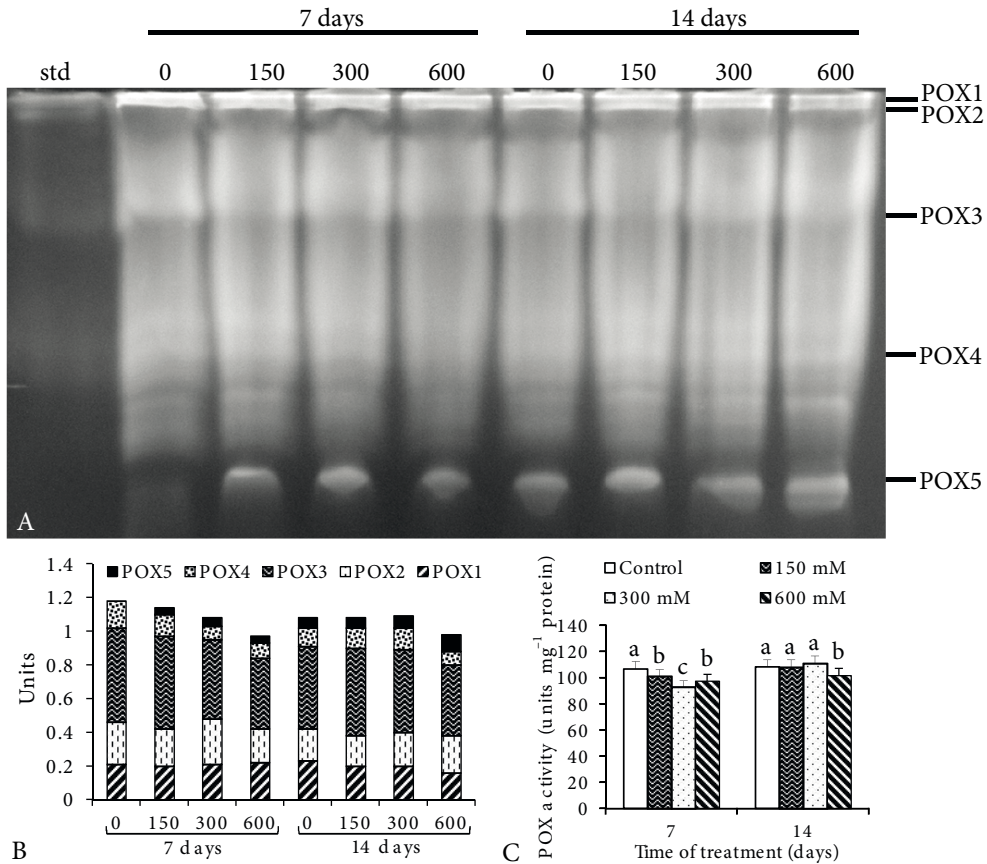 A
7 days
14 days
std
0
150
300
600
0
150
300
600
POX1
POX2
POX3
POX4
POX5
A
1.4
1.2
1
0.8
0.6
0.4
0.2
0
Units
POX5 POX4 POX3 POX2 POX1
0 150 300 600 0 150 300 600
7 days 14 days
B
POX activity (units mg⁻¹ protein)
Control 150 mM
300 mM 600 mM
140
120
100
80
60
40
20
0
a b c b a a a b
7 14
Time of treatment (days)
C